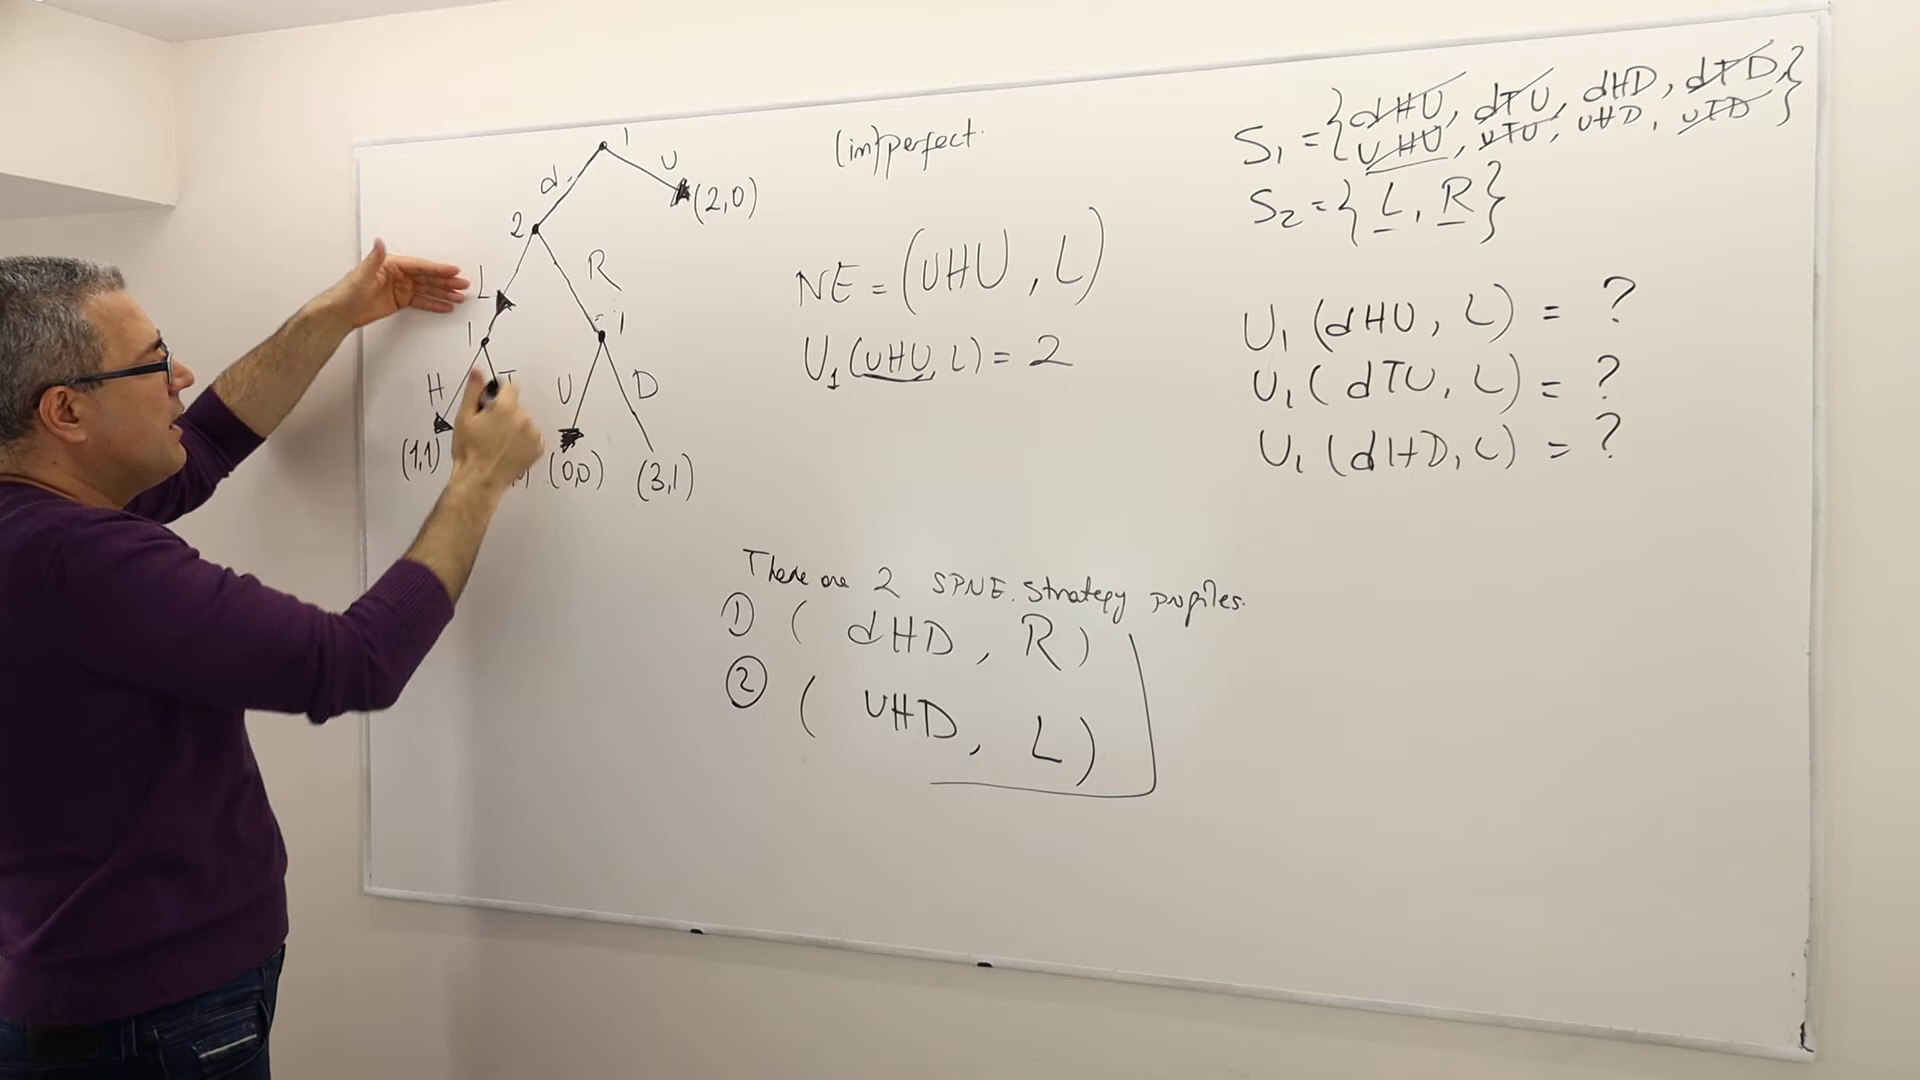 1
d
U
(2,0)
2
L
R
1
1
H
T
U
D
(1,1)
(0,0)
(3,1)
(im)perfect.
NE = (UHU, L)
U₁(UHU, L) = 2
There are 2 SPNE. Strategy profiles.
① ( dHD, R )
② ( UHD, L )
S₁ = { dHU, dTU, dHD, dTD,
UHU, UTU, UHD, UTD }
S₂ = { L, R }
U₁ (dHU, L) = ?
U₁ (dTU, L) = ?
U₁ (dHD, L) = ?